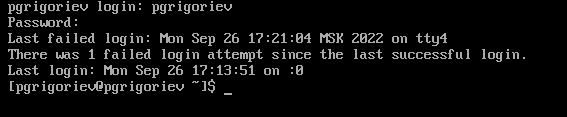 pgrigoriev login: pgrigoriev
Password:
Last failed login: Mon Sep 26 17:21:04 MSK 2022 on tty4
There was 1 failed login attempt since the last successful login.
Last login: Mon Sep 26 17:13:51 on :0
[pgrigoriev@pgrigoriev ~]$ _